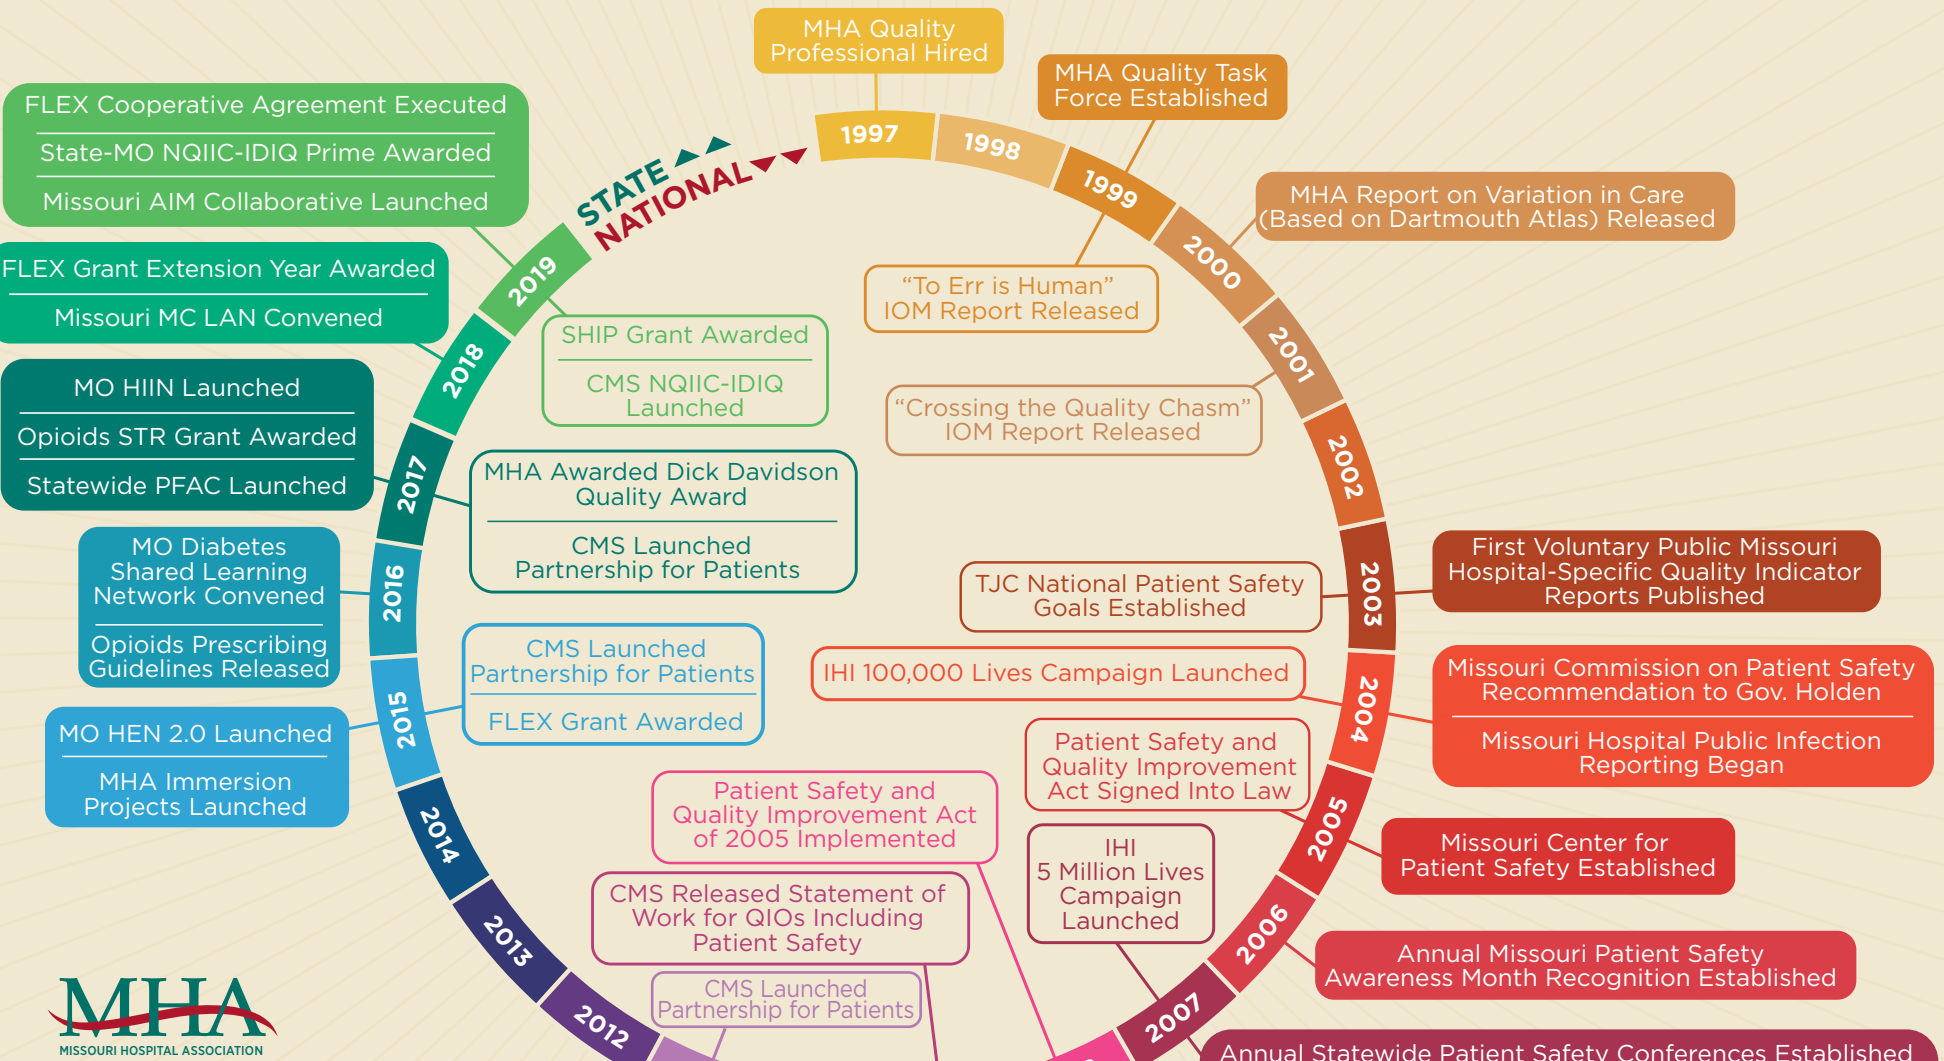 MHA Quality
Professional Hired
1997
1998
MHA Quality Task
Force Established
1999
“To Err is Human”
IOM Report Released
MHA Report on Variation in Care
(Based on Dartmouth Atlas) Released
2000
2001
“Crossing the Quality Chasm”
IOM Report Released
2002
2003
First Voluntary Public Missouri
Hospital-Specific Quality Indicator
Reports Published
TJC National Patient Safety
Goals Established
2004
IHI 100,000 Lives Campaign Launched
Missouri Commission on Patient Safety
Recommendation to Gov. Holden
Missouri Hospital Public Infection
Reporting Began
2005
Patient Safety and
Quality Improvement
Act Signed Into Law
Missouri Center for
Patient Safety Established
2006
Annual Missouri Patient Safety
Awareness Month Recognition Established
2007
IHI
5 Million Lives
Campaign
Launched
Annual Statewide Patient Safety Conferences Established
Patient Safety and
Quality Improvement Act
of 2005 Implemented
CMS Released Statement of
Work for QIOs Including
Patient Safety
CMS Launched
Partnership for Patients
2012
2013
2014
2015
MO HEN 2.0 Launched
MHA Immersion
Projects Launched
CMS Launched
Partnership for Patients
FLEX Grant Awarded
2016
MO Diabetes
Shared Learning
Network Convened
Opioids Prescribing
Guidelines Released
2017
MO HIIN Launched
Opioids STR Grant Awarded
Statewide PFAC Launched
MHA Awarded Dick Davidson
Quality Award
CMS Launched
Partnership for Patients
2018
FLEX Grant Extension Year Awarded
Missouri MC LAN Convened
2019
FLEX Cooperative Agreement Executed
State-MO NQIIC-IDIQ Prime Awarded
Missouri AIM Collaborative Launched
SHIP Grant Awarded
CMS NQIIC-IDIQ
Launched
STATE
NATIONAL
MHA
MISSOURI HOSPITAL ASSOCIATION